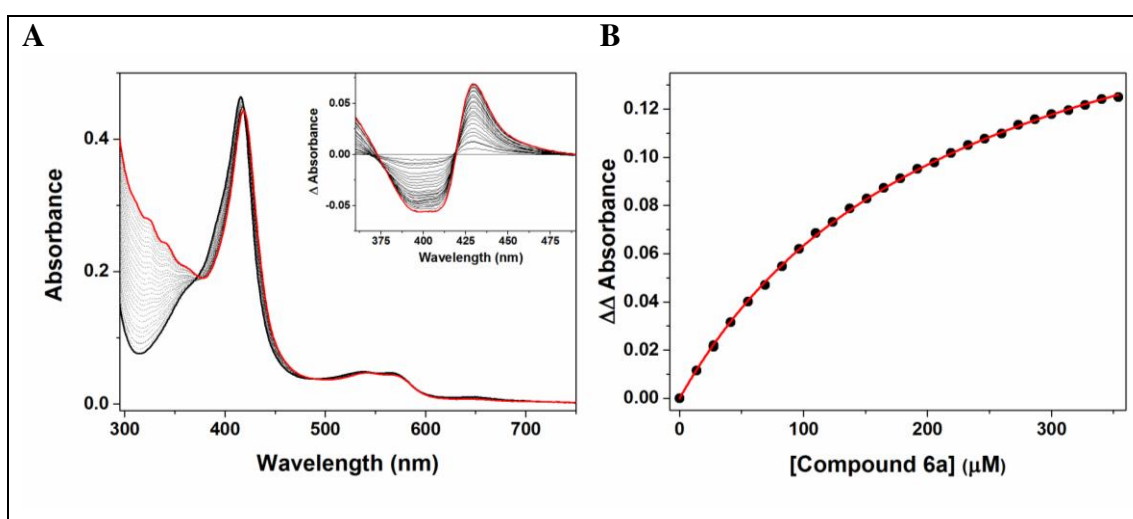 A
B
0.4
0.2
0.0
Absorbance
300 400 500 600 700
Wavelength (nm)
0.05
0.00
-0.05
Δ Absorbance
375 400 425 450 475
Wavelength (nm)
0.12
0.10
0.08
0.06
0.04
0.02
0.00
ΔΔ Absorbance
0 100 200 300
[Compound 6a] (μM)